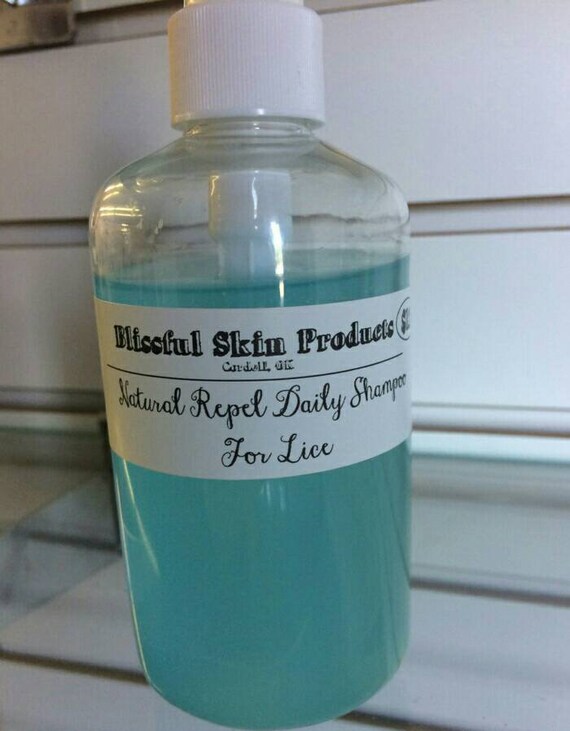 Blissful Skin Products
Cordell, OK
Natural Repel Daily Shampoo
For Lice